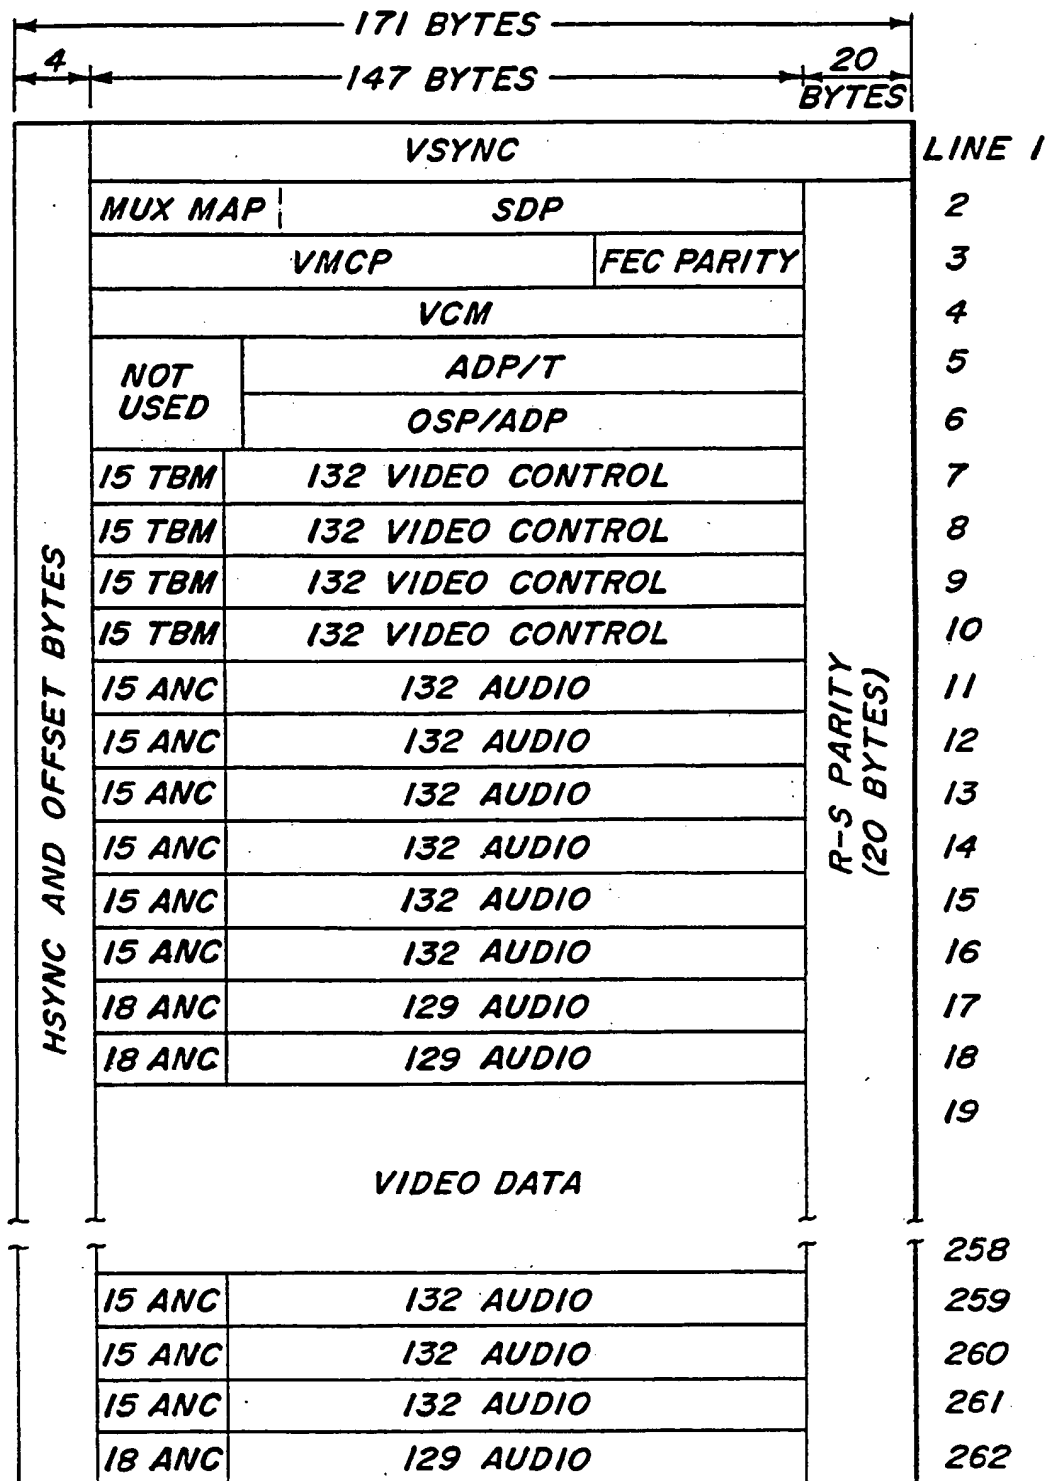 171 BYTES
4 147 BYTES 20 BYTES
VSYNC LINE 1
MUX MAP SDP 2
VMCP FEC PARITY 3
VCM 4
NOT USED
ADP/T 5
OSP/ADP 6
15 TBM 132 VIDEO CONTROL 7
15 TBM 132 VIDEO CONTROL 8
15 TBM 132 VIDEO CONTROL 9
15 TBM 132 VIDEO CONTROL 10
15 ANC 132 AUDIO 11
15 ANC 132 AUDIO 12
15 ANC 132 AUDIO 13
15 ANC 132 AUDIO 14
15 ANC 132 AUDIO 15
15 ANC 132 AUDIO 16
18 ANC 129 AUDIO 17
18 ANC 129 AUDIO 18
19
VIDEO DATA
258
15 ANC 132 AUDIO 259
15 ANC 132 AUDIO 260
15 ANC 132 AUDIO 261
18 ANC 129 AUDIO 262
HSYNC AND OFFSET BYTES
R-S PARITY
(20 BYTES)